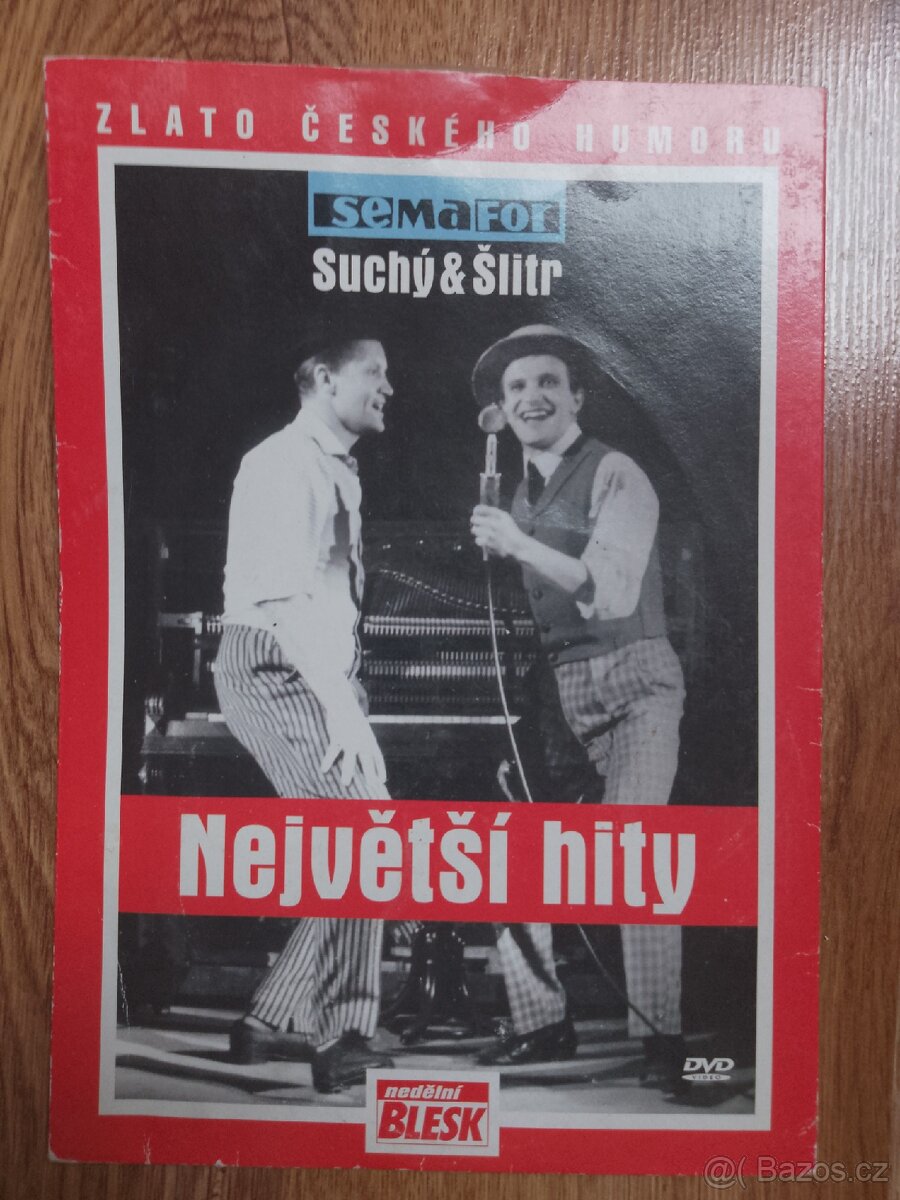 ZLATO ČESKÉHO HUMORU
SEMAFOR
Suchý & Šlitr
Největší hity
DVD
VIDEO
nedělní
BLESK
@( Bazos.cz